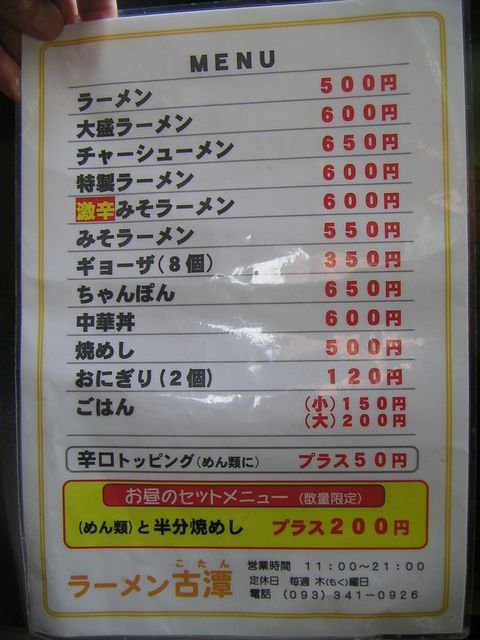 MENU
ラーメン 500円
大盛ラーメン 600円
チャーシューメン 650円
特製ラーメン 600円
激辛みそラーメン 600円
みそラーメン 550円
ギョーザ(8個) 350円
ちゃんぽん 650円
中華丼 600円
焼めし 500円
おにぎり(2個) 120円
ごはん (小)150円
(大)200円
辛口トッピング(めん類に) プラス50円
お昼のセットメニュー (数量限定)
(めん類)と半分焼めし プラス200円
ラーメン古潭
こたん
営業時間 11:00～21:00
定休日 毎週 木(もく)曜日
電話 (093)341-0926